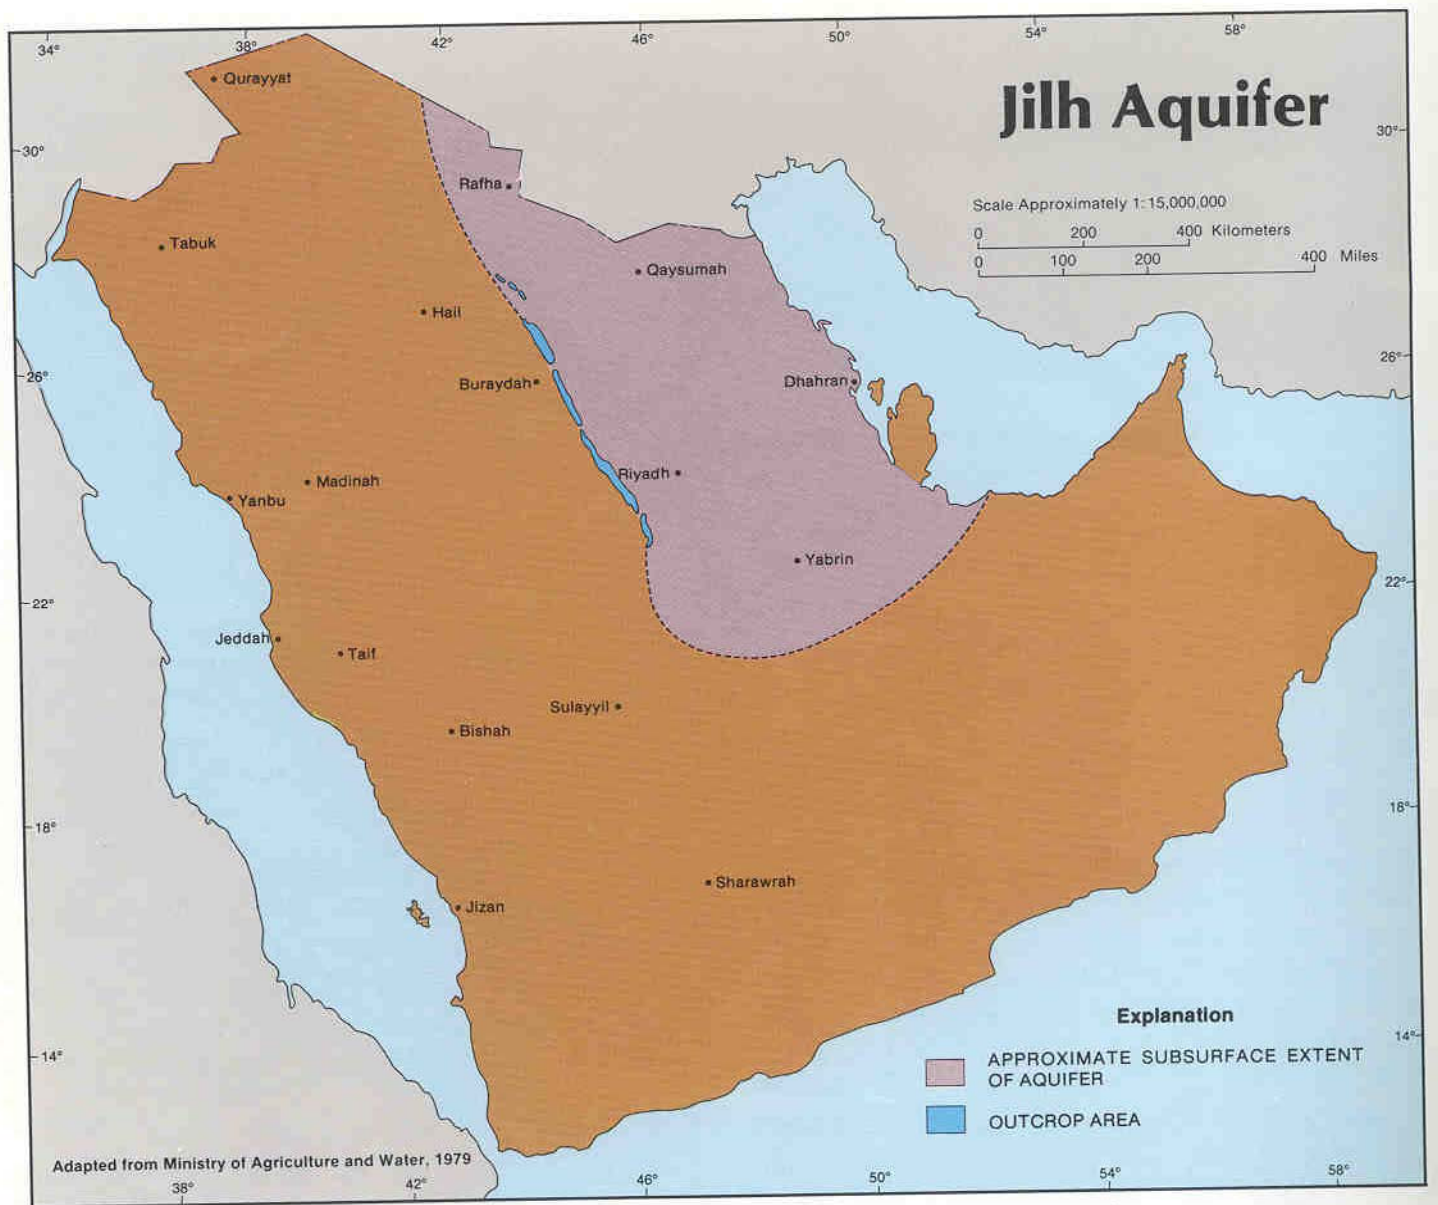 34°
38°
42°
46°
50°
54°
58°
Jilh Aquifer
Qurayyat
30°
30°
Rafha
Scale Approximately 1:15,000,000
0 200 400 Kilometers
0 100 200 400 Miles
Tabuk
Qaysumah
Hail
26°
26°
Buraydah
Dhahran
Riyadh
Madinah
Yanbu
Yabrin
22°
22°
Jeddah
Taif
Sulayyil
Bishah
18°
18°
Sharawrah
Jizan
Explanation
14°
14°
APPROXIMATE SUBSURFACE EXTENT
OF AQUIFER
OUTCROP AREA
Adapted from Ministry of Agriculture and Water, 1979
38°
42°
46°
50°
54°
58°